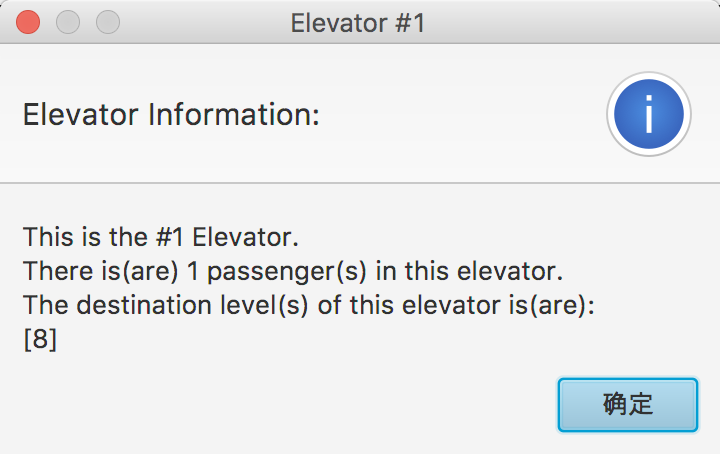 Elevator #1
Elevator Information:
i
This is the #1 Elevator.
There is(are) 1 passenger(s) in this elevator.
The destination level(s) of this elevator is(are):
[8]
确定